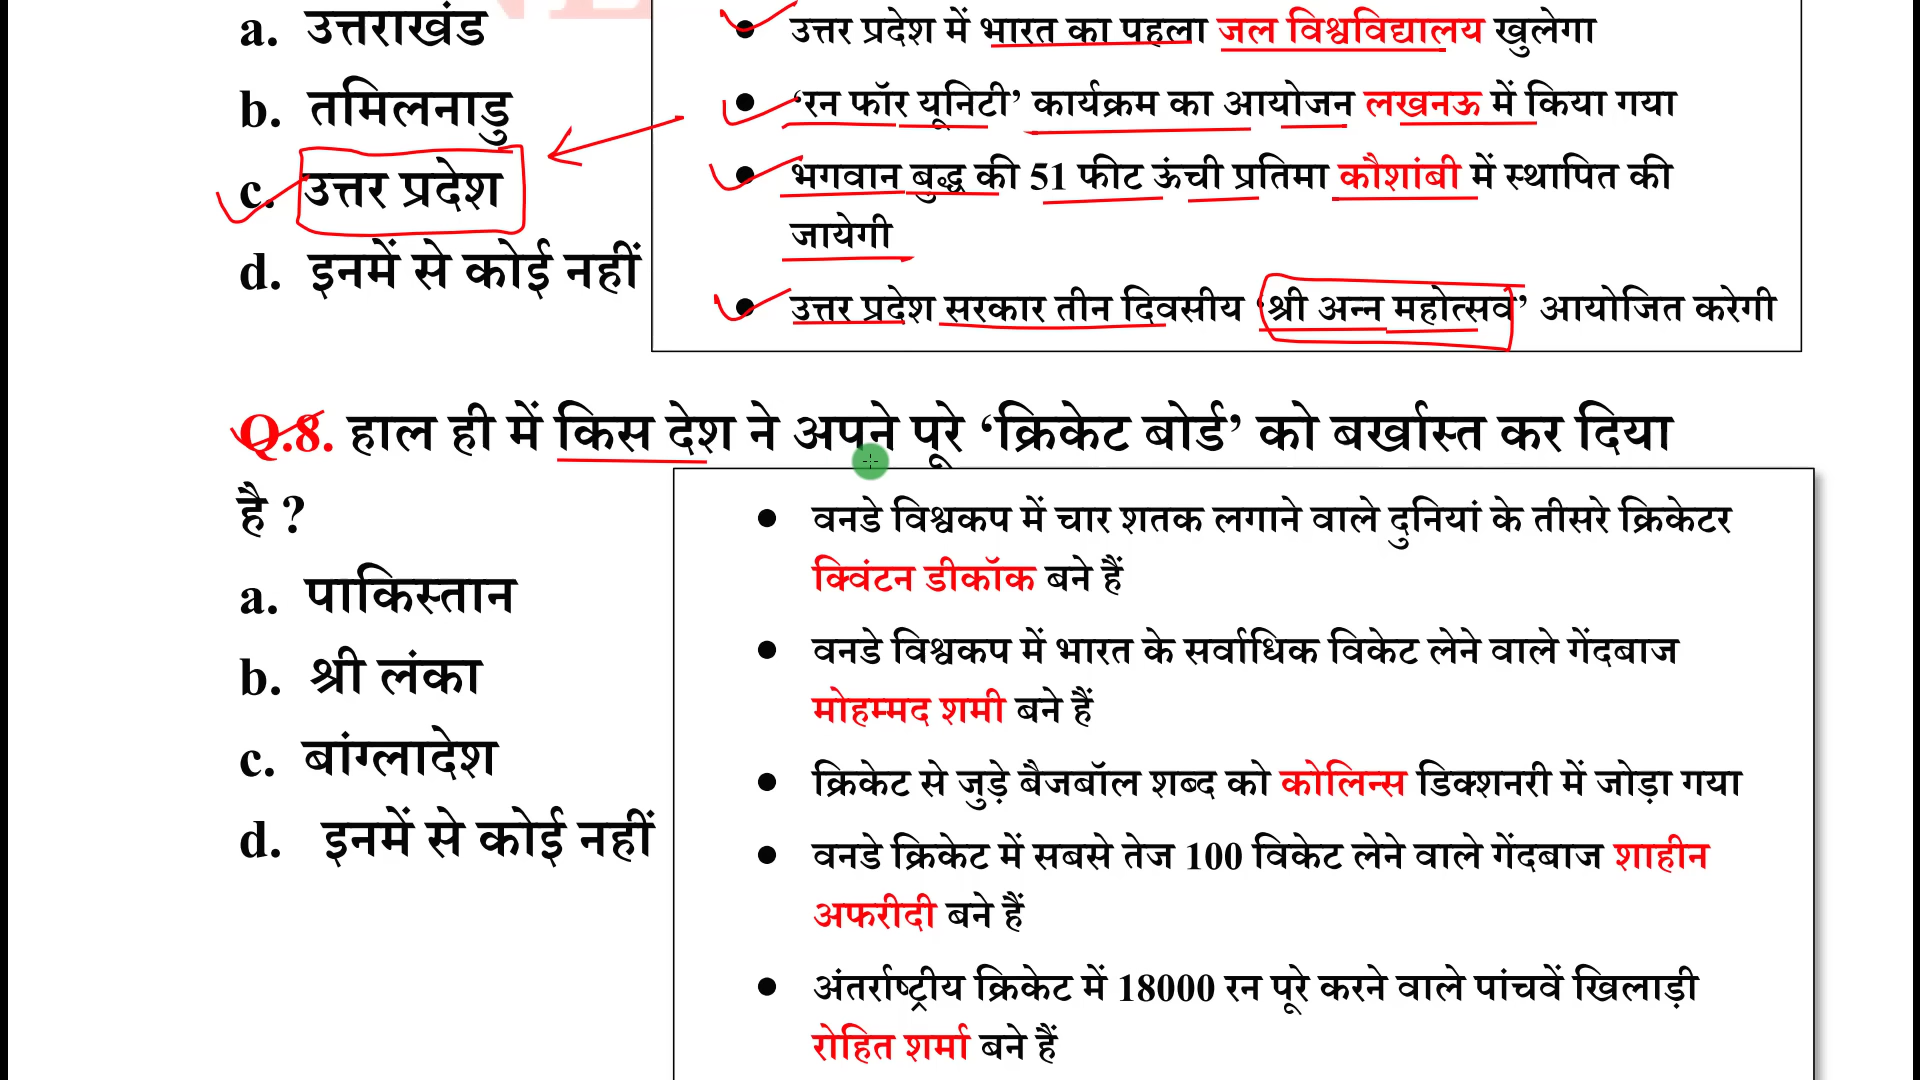 a. उत्तराखंड
b. तमिलनाडु
c. उत्तर प्रदेश
d. इनमें से कोई नहीं
● उत्तर प्रदेश में भारत का पहला जल विश्वविद्यालय खुलेगा
● ‘रन फॉर यूनिटी’ कार्यक्रम का आयोजन लखनऊ में किया गया
● भगवान बुद्ध की 51 फीट ऊंची प्रतिमा कौशांबी में स्थापित की
जायेगी
● उत्तर प्रदेश सरकार तीन दिवसीय ‘श्री अन्न महोत्सव’ आयोजित करेगी
Q.8. हाल ही में किस देश ने अपने पूरे ‘क्रिकेट बोर्ड’ को बर्खास्त कर दिया
है ?
a. पाकिस्तान
b. श्री लंका
c. बांग्लादेश
d. इनमें से कोई नहीं
● वनडे विश्वकप में चार शतक लगाने वाले दुनियां के तीसरे क्रिकेटर
क्विंटन डीकॉक बने हैं
● वनडे विश्वकप में भारत के सर्वाधिक विकेट लेने वाले गेंदबाज
मोहम्मद शमी बने हैं
● क्रिकेट से जुड़े बैजबॉल शब्द को कोलिन्स डिक्शनरी में जोड़ा गया
● वनडे क्रिकेट में सबसे तेज 100 विकेट लेने वाले गेंदबाज शाहीन
अफरीदी बने हैं
● अंतर्राष्ट्रीय क्रिकेट में 18000 रन पूरे करने वाले पांचवें खिलाड़ी
रोहित शर्मा बने हैं